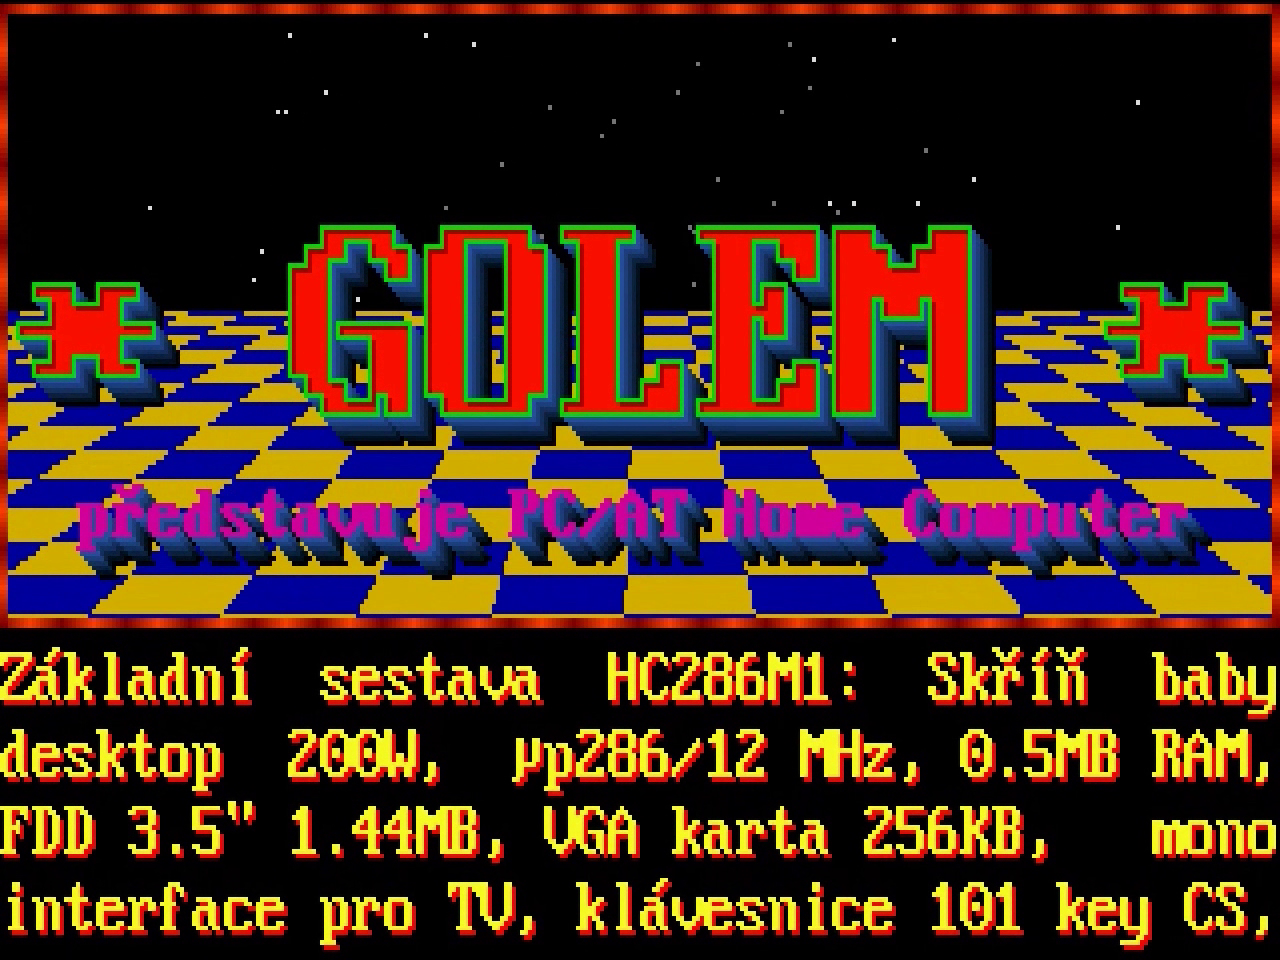 * GOLEM *
představuje PC/AT Home Computer
Základní sestava HC286M1: Skříň baby
desktop 200W, µp286/12 MHz, 0.5MB RAM,
FDD 3.5" 1.44MB, VGA karta 256KB, mono
interface pro TV, klávesnice 101 key CS,